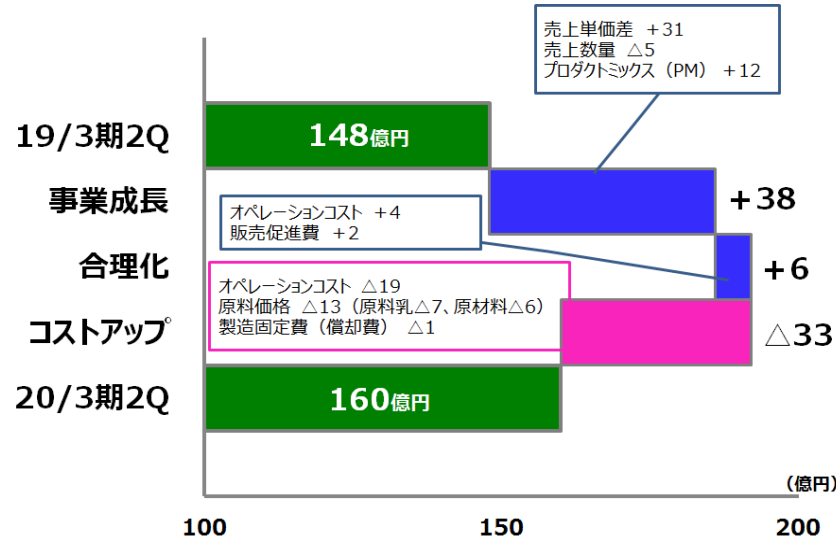 売上単価差 +31
売上数量 △5
プロダクトミックス（PM） +12
19/3期2Q
148億円
事業成長
+38
オペレーションコスト +4
販売促進費 +2
合理化
+6
オペレーションコスト △19
原料価格 △13（原料乳△7、原材料△6）
製造固定費（償却費） △1
コストアップ
△33
20/3期2Q
160億円
（億円）
100 150 200